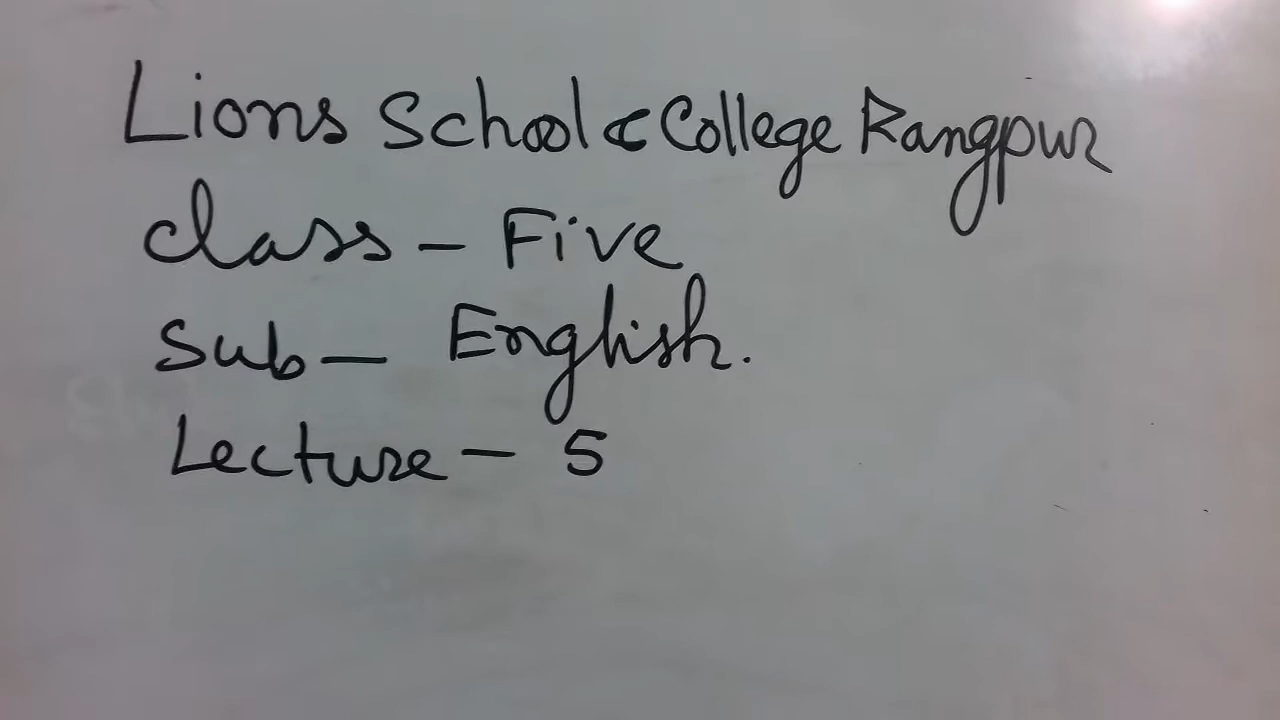 Lions School & College Rangpur
Class – Five
Sub – English.
Lecture – 5